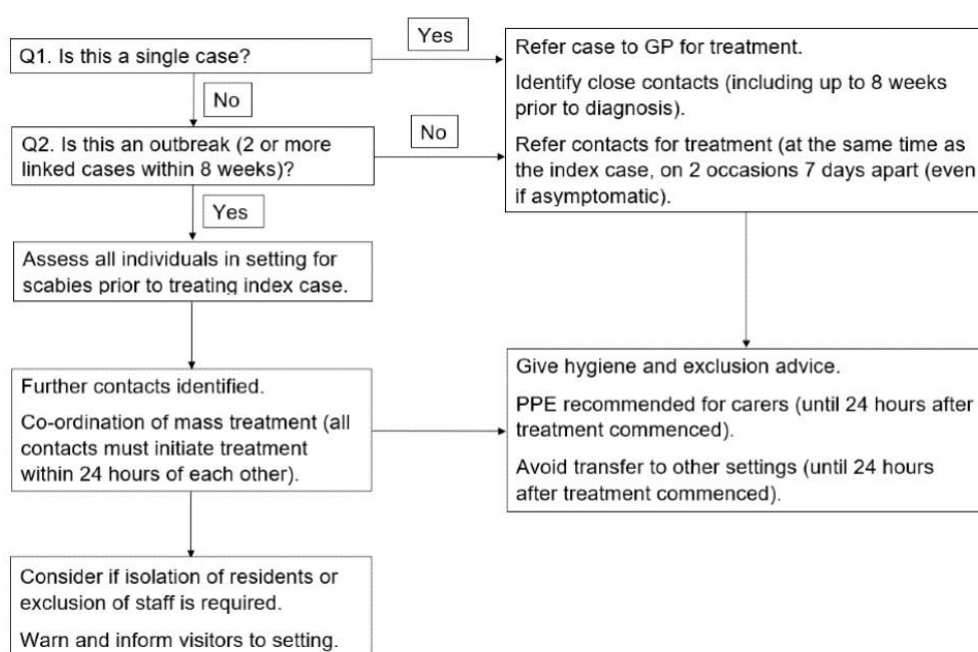 Q1. Is this a single case?
Yes
Refer case to GP for treatment.
Identify close contacts (including up to 8 weeks
prior to diagnosis).
Refer contacts for treatment (at the same time as
the index case, on 2 occasions 7 days apart (even
if asymptomatic).
No
Q2. Is this an outbreak (2 or more
linked cases within 8 weeks)?
No
Yes
Assess all individuals in setting for
scabies prior to treating index case.
Further contacts identified.
Co-ordination of mass treatment (all
contacts must initiate treatment
within 24 hours of each other).
Give hygiene and exclusion advice.
PPE recommended for carers (until 24 hours after
treatment commenced).
Avoid transfer to other settings (until 24 hours
after treatment commenced).
Consider if isolation of residents or
exclusion of staff is required.
Warn and inform visitors to setting.